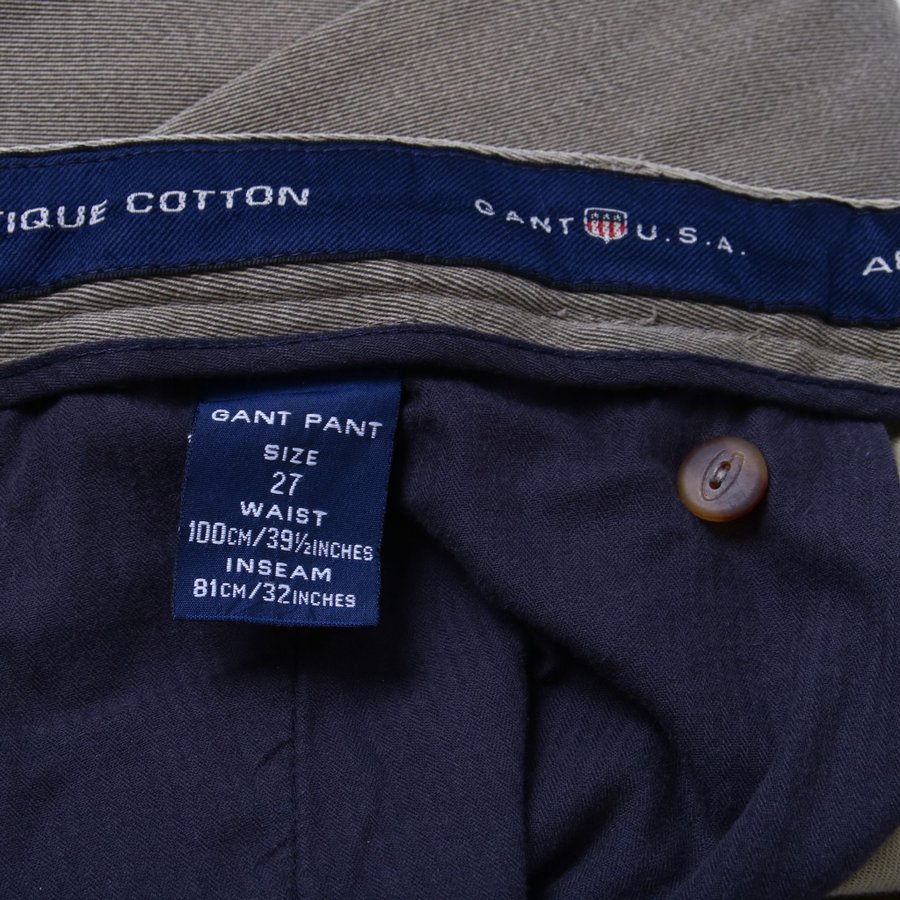 TIQUE COTTON
GANT U.S.A.
A
GANT PANT
SIZE
27
WAIST
100CM/39½INCHES
INSEAM
81CM/32INCHES